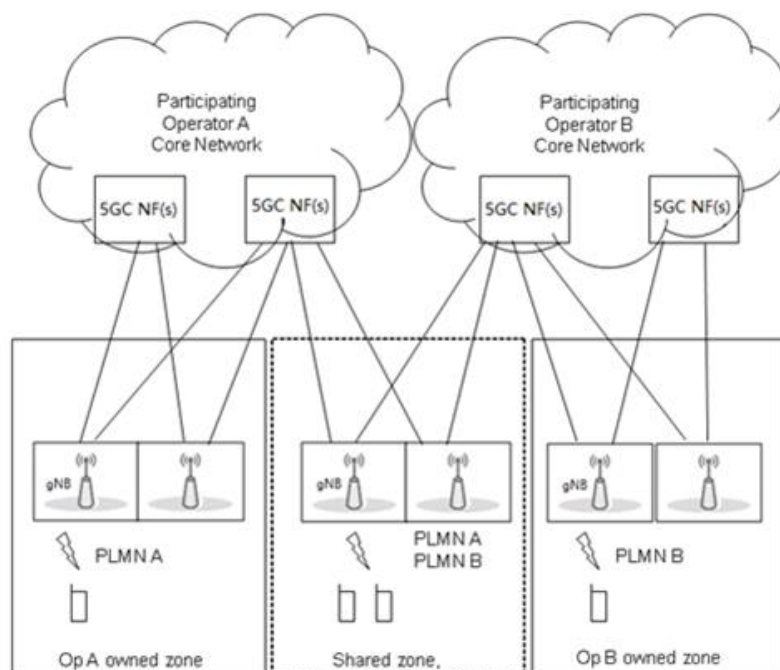 Participating
Operator A
Core Network
Participating
Operator B
Core Network
5GC NF(s)
5GC NF(s)
5GC NF(s)
5GC NF(s)
gNB
gNB
gNB
PLMN A
PLMN A
PLMN B
PLMN B
Op A owned zone
Shared zone,
Op B owned zone